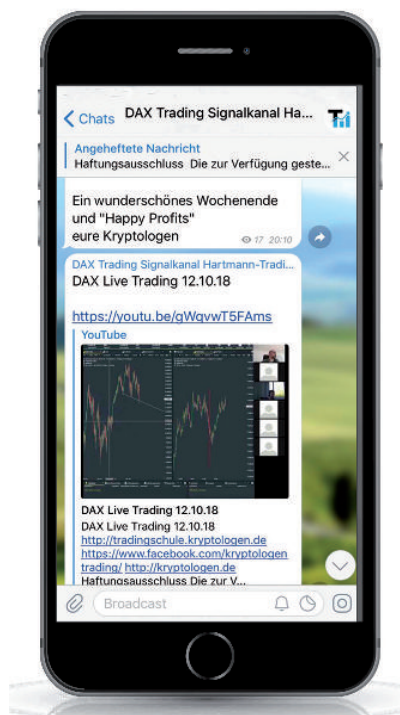 Chats
DAX Trading Signalkanal Ha...
Angeheftete Nachricht
Haftungsausschluss Die zur Verfügung geste...
Ein wunderschönes Wochenende
und "Happy Profits"
eure Kryptologen
17 20:10
DAX Trading Signalkanal Hartmann-Tradi...
DAX Live Trading 12.10.18
https://youtu.be/gWqvwT5FAms
YouTube
DAX Live Trading 12.10.18
DAX Live Trading 12.10.18
http://tradingschule.kryptologen.de
https://www.facebook.com/kryptologen
trading/ http://kryptologen.de
Haftungsausschluss Die zur V...
Broadcast